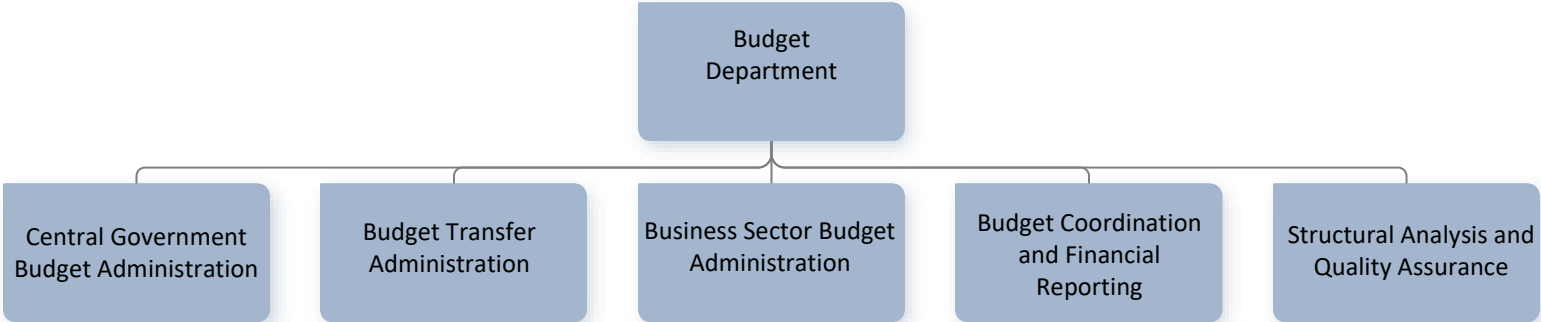 Budget
Department
Central Government
Budget Administration
Budget Transfer
Administration
Business Sector Budget
Administration
Budget Coordination
and Financial
Reporting
Structural Analysis and
Quality Assurance